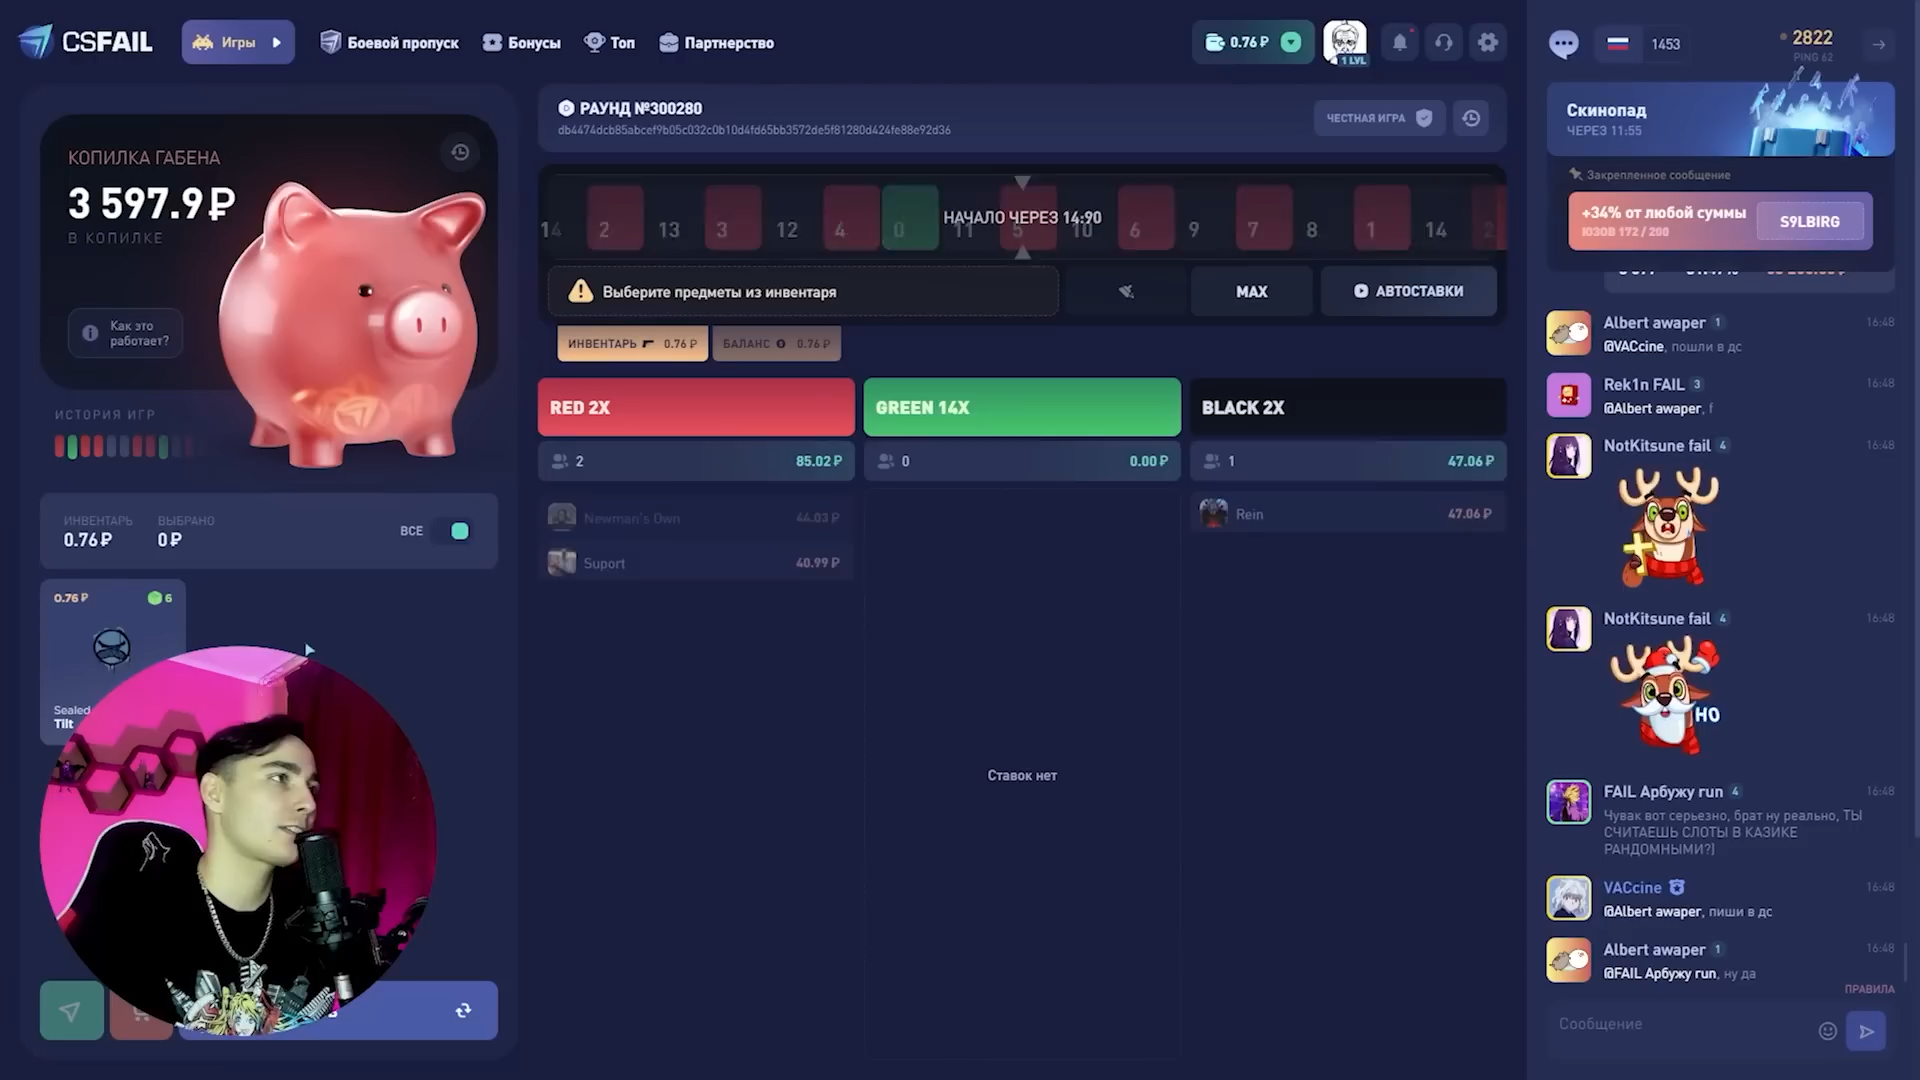 CSFAIL
Игры
Боевой пропуск
Бонусы
Топ
Партнерство
0.76 ₽
1 LVL
1453
2822
PING 62
КОПИЛКА ГАБЕНА
3 597.9 ₽
В КОПИЛКЕ
Как это
работает?
ИСТОРИЯ ИГР
ИНВЕНТАРЬ
0.76 ₽
ВЫБРАНО
0 ₽
ВСЕ
0.76 ₽
6
Sealed
Tilt
РАУНД №300280
db4474dcb85abcef9b05c032c0b10d4fd65bb3572de5f81280d424fe88e92d36
ЧЕСТНАЯ ИГРА
14 2 13 3 12 4 0 11 5 10 6 9 7 8 1 14 2
НАЧАЛО ЧЕРЕЗ 14:90
Выберите предметы из инвентаря
MAX
АВТОСТАВКИ
ИНВЕНТАРЬ 0.76 ₽
БАЛАНС 0.76 ₽
RED 2X
GREEN 14X
BLACK 2X
2 85.02 ₽
0 0.00 ₽
1 47.06 ₽
Newman's Own 44.03 ₽
Suport 40.99 ₽
Rein 47.06 ₽
Ставок нет
Скинопад
ЧЕРЕЗ 11:55
Закрепленное сообщение
+34% от любой суммы
ЮЗОВ 172 / 200
S9LBIRG
Albert awaper 1 16:48
@VACcine, пошли в дс
Rek1n FAIL 3 16:48
@Albert awaper, f
NotKitsune fail 4 16:48
NotKitsune fail 4 16:48
HO
FAIL Арбужу run 4 16:48
Чувак вот серьезно, брат ну реально, ТЫ
СЧИТАЕШЬ СЛОТЫ В КАЗИКЕ
РАНДОМНЫМИ?)
VACcine 16:48
@Albert awaper, пиши в дс
Albert awaper 1 16:48
@FAIL Арбужу run, ну да
ПРАВИЛА
Сообщение